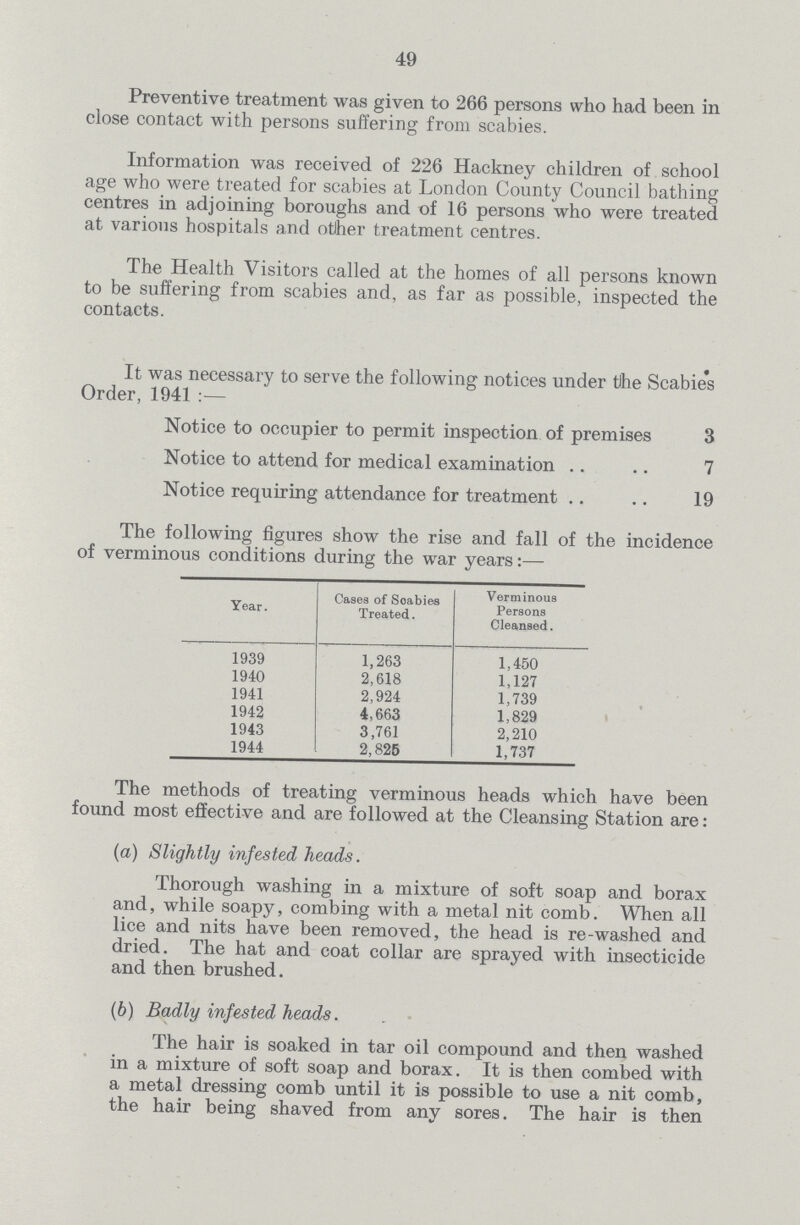 49
Preventive treatment was given to 266 persons who had been in
close contact with persons suffering from scabies.
Information was received of 226 Hackney children of school
age who were treated for scabies at London County Council bathing
centres in adjoining boroughs and of 16 persons who were treated
at various hospitals and other treatment centres.
The Health Visitors called at the homes of all persons known
to be suffering from scabies and, as far as possible, inspected the
contacts.
It was necessary to serve the following notices under the Scabies
Order, 1941 :—
Notice to occupier to permit inspection of premises 3
Notice to attend for medical examination .. .. 7
Notice requiring attendance for treatment .. .. 19
The following figures show the rise and fall of the incidence
of verminous conditions during the war years:—
Year. Cases of Scabies Treated. Verminous Persons Cleansed.
1939 1,263 1,450
1940 2,618 1,127
1941 2,924 1,739
1942 4,663 1,829
1943 3,761 2,210
1944 2,825 1,737
The methods of treating verminous heads which have been
found most effective and are followed at the Cleansing Station are:
(a) Slightly infested heads.
Thorough washing in a mixture of soft soap and borax
and, while soapy, combing with a metal nit comb. When all
lice and nits have been removed, the head is re-washed and
dried. The hat and coat collar are sprayed with insecticide
and then brushed.
(b) Badly infested heads.
The hair is soaked in tar oil compound and then washed
in a mixture of soft soap and borax. It is then combed with
a metal dressing comb until it is possible to use a nit comb,
the hair being shaved from any sores. The hair is then